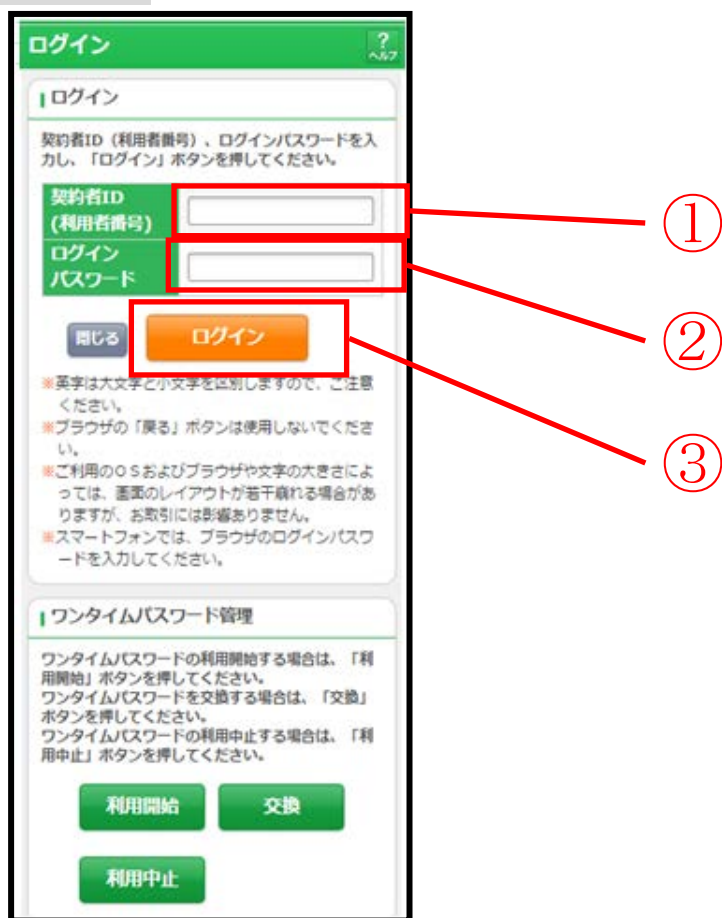 ログイン
?
ヘルプ
ログイン
契約者ID（利用者番号）、ログインパスワードを入
力し、「ログイン」ボタンを押してください。
契約者ID
(利用者番号)
ログイン
パスワード
閉じる
ログイン
①
②
③
※英字は大文字と小文字を区別しますので、ご注意
ください。
※ブラウザの「戻る」ボタンは使用しないでくださ
い。
※ご利用のＯＳおよびブラウザや文字の大きさによ
っては、画面のレイアウトが若干崩れる場合があ
りますが、お取引には影響ありません。
※スマートフォンでは、ブラウザのログインパスワ
ードを入力してください。
ワンタイムパスワード管理
ワンタイムパスワードの利用開始する場合は、「利
用開始」ボタンを押してください。
ワンタイムパスワードを交換する場合は、「交換」
ボタンを押してください。
ワンタイムパスワードの利用中止する場合は、「利
用中止」ボタンを押してください。
利用開始
交換
利用中止